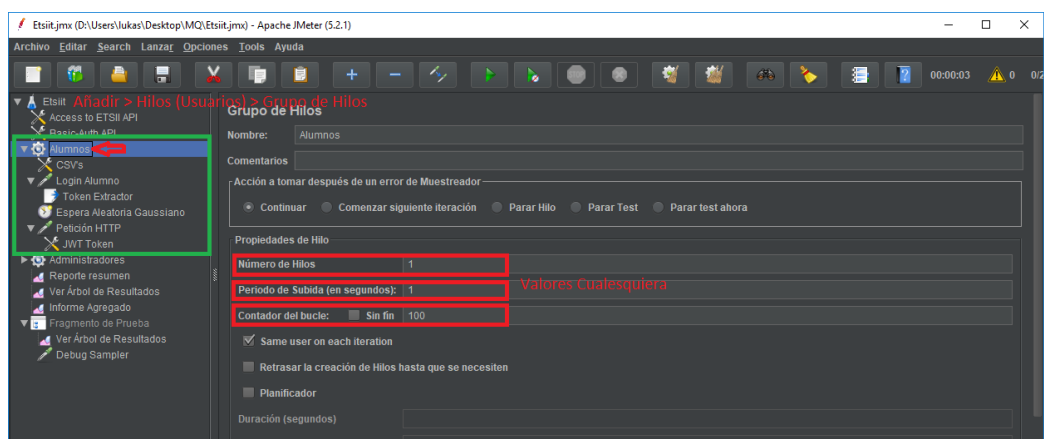 Etsiit.jmx (D:\Users\lukas\Desktop\MQ\Etsiit.jmx) - Apache JMeter (5.2.1)
Archivo Editar Search Lanzar Opciones Tools Ayuda
00:00:03 0 0/2
Etsiit
Añadir > Hilos (Usuarios) > Grupo de Hilos
Access to ETSII API
Basic-Auth API
Alumnos
CSV's
Login Alumno
Token Extractor
Espera Aleatoria Gaussiano
Petición HTTP
JWT Token
Administradores
Reporte resumen
Ver Árbol de Resultados
Informe Agregado
Fragmento de Prueba
Ver Árbol de Resultados
Debug Sampler
Grupo de Hilos
Nombre: Alumnos
Comentarios
Acción a tomar después de un error de Muestreador
Continuar Comenzar siguiente iteración Parar Hilo Parar Test Parar test ahora
Propiedades de Hilo
Número de Hilos 1
Periodo de Subida (en segundos): 1
Valores Cualesquiera
Contador del bucle: Sin fin 100
Same user on each iteration
Retrasar la creación de Hilos hasta que se necesiten
Planificador
Duración (segundos)